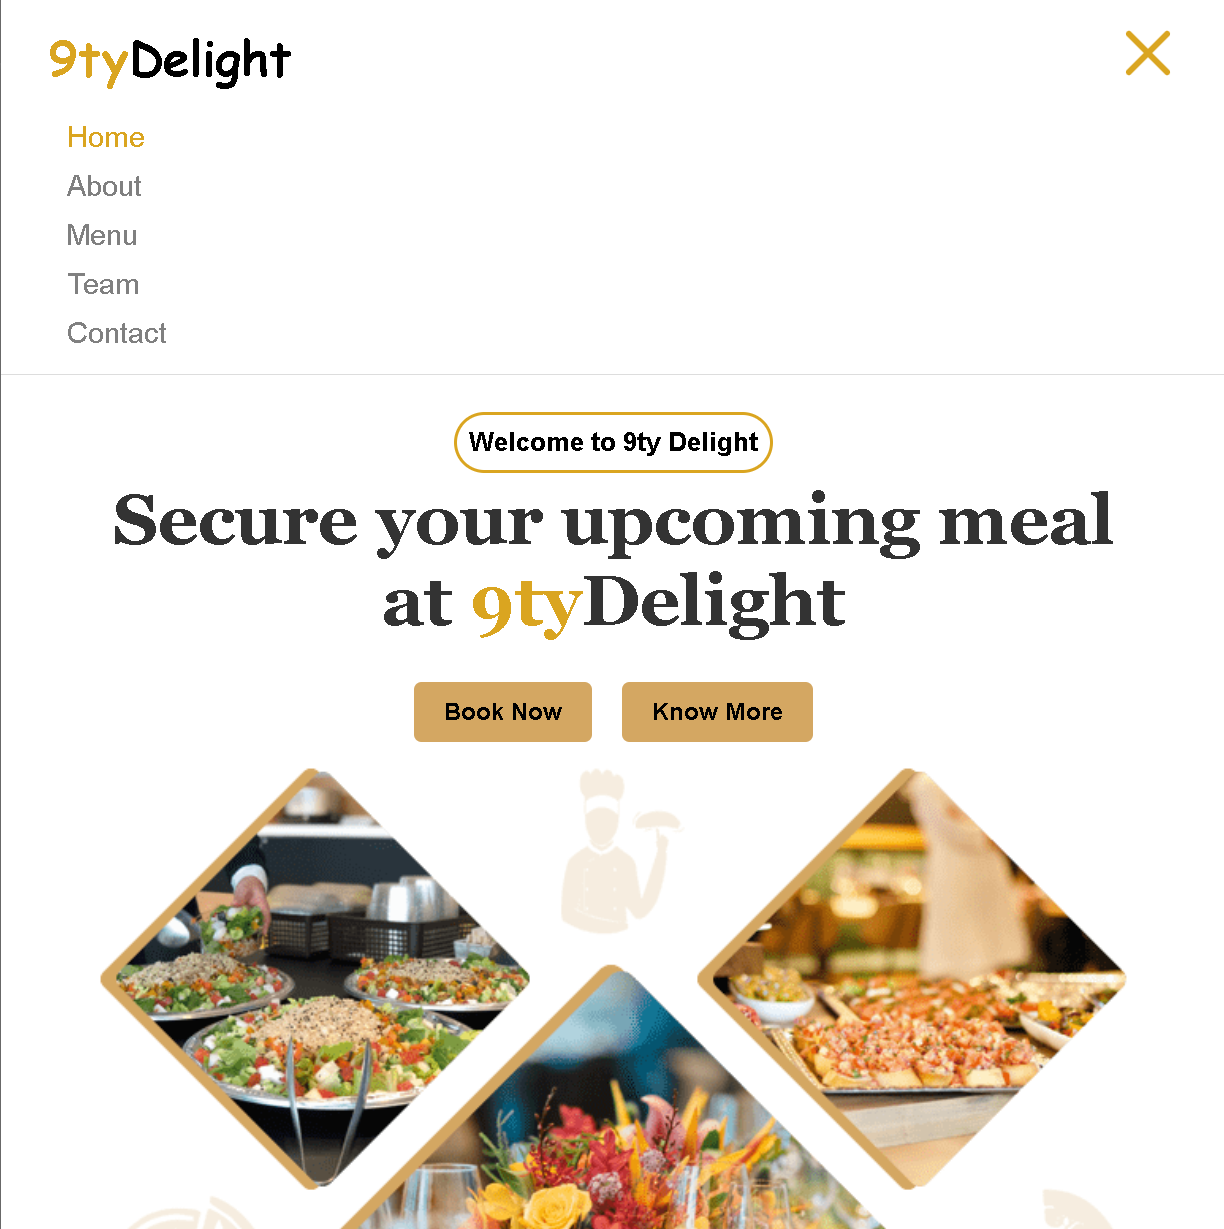 9tyDelight
Home
About
Menu
Team
Contact
Welcome to 9ty Delight
Secure your upcoming meal
at 9tyDelight
Book Now
Know More